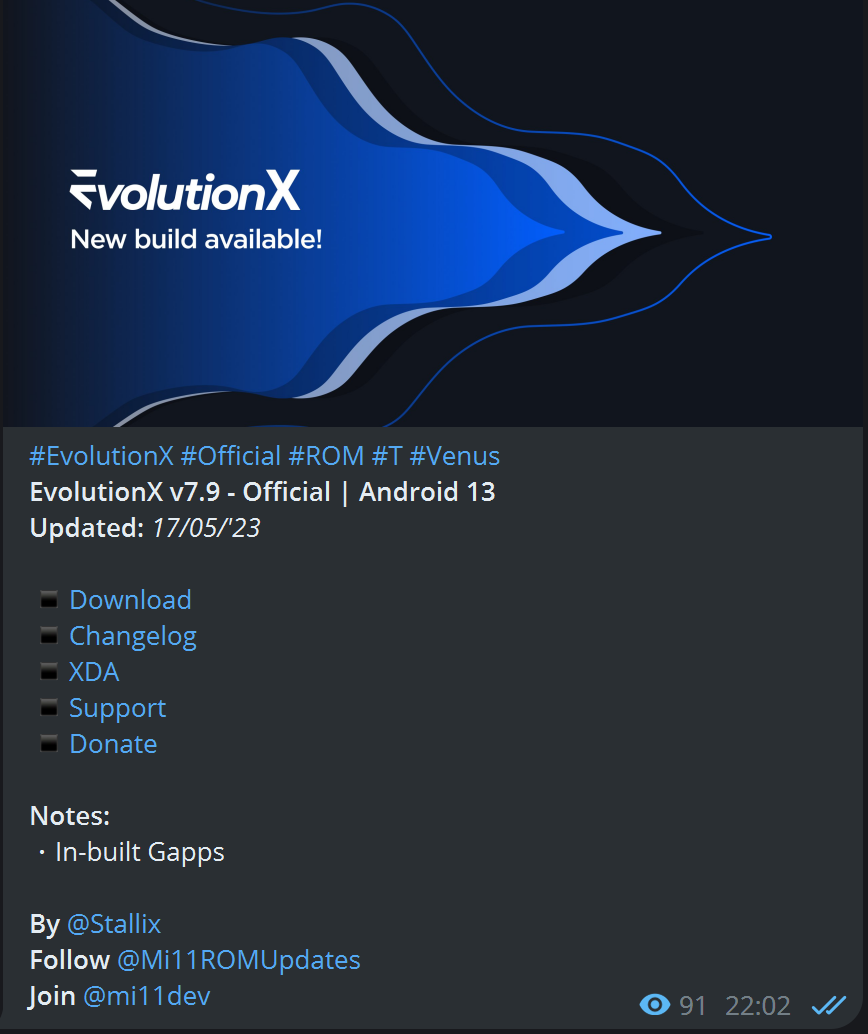 EvolutionX
New build available!
#EvolutionX #Official #ROM #T #Venus
EvolutionX v7.9 - Official | Android 13
Updated: 17/05/'23
▪ Download
▪ Changelog
▪ XDA
▪ Support
▪ Donate
Notes:
· In-built Gapps
By @Stallix
Follow @Mi11ROMUpdates
Join @mi11dev
91 22:02